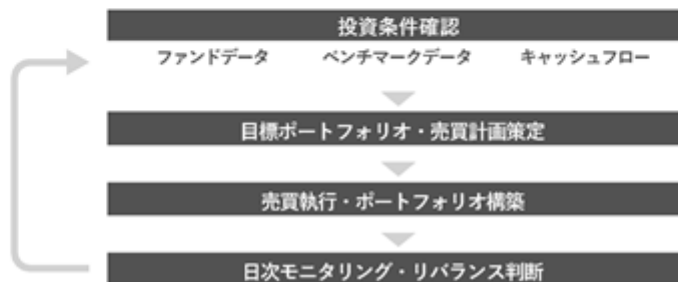 投資条件確認
ファンドデータ ベンチマークデータ キャッシュフロー
目標ポートフォリオ・売買計画策定
売買執行・ポートフォリオ構築
日次モニタリング・リバランス判断